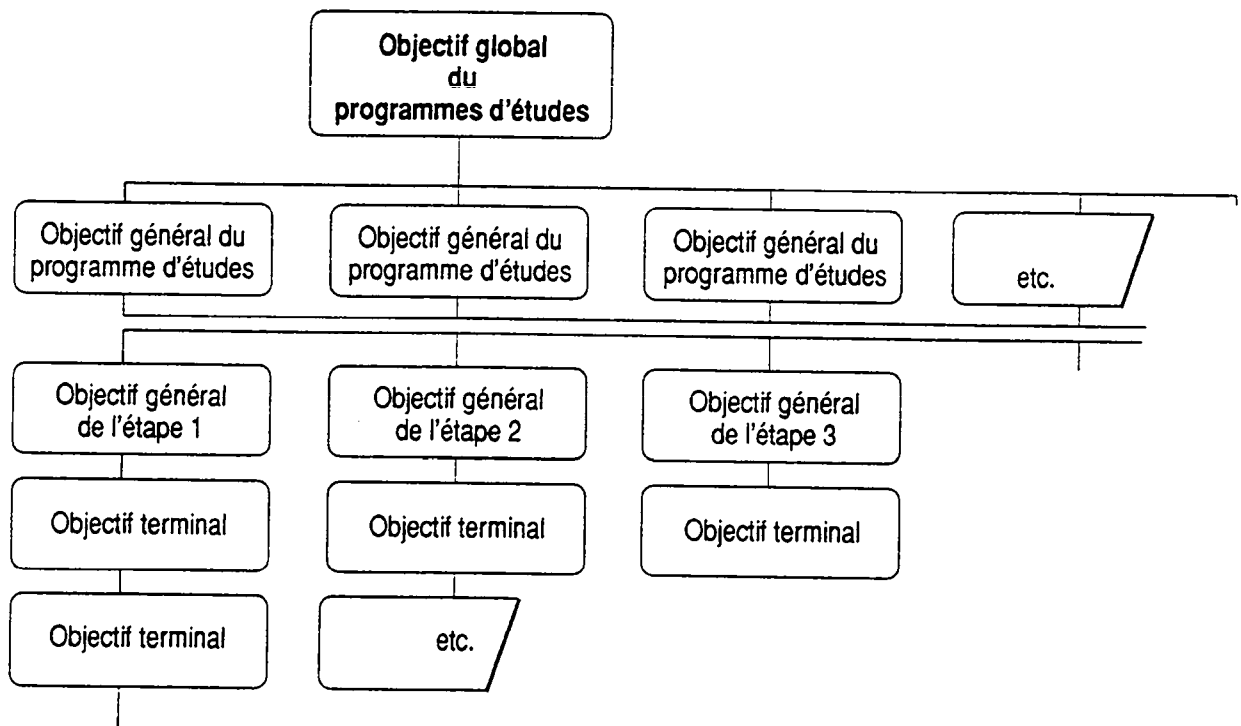 Objectif global
du
programmes d'études
Objectif général du
programme d'études
Objectif général du
programme d'études
Objectif général du
programme d'études
etc.
Objectif général
de l'étape 1
Objectif général
de l'étape 2
Objectif général
de l'étape 3
Objectif terminal
Objectif terminal
Objectif terminal
Objectif terminal
etc.